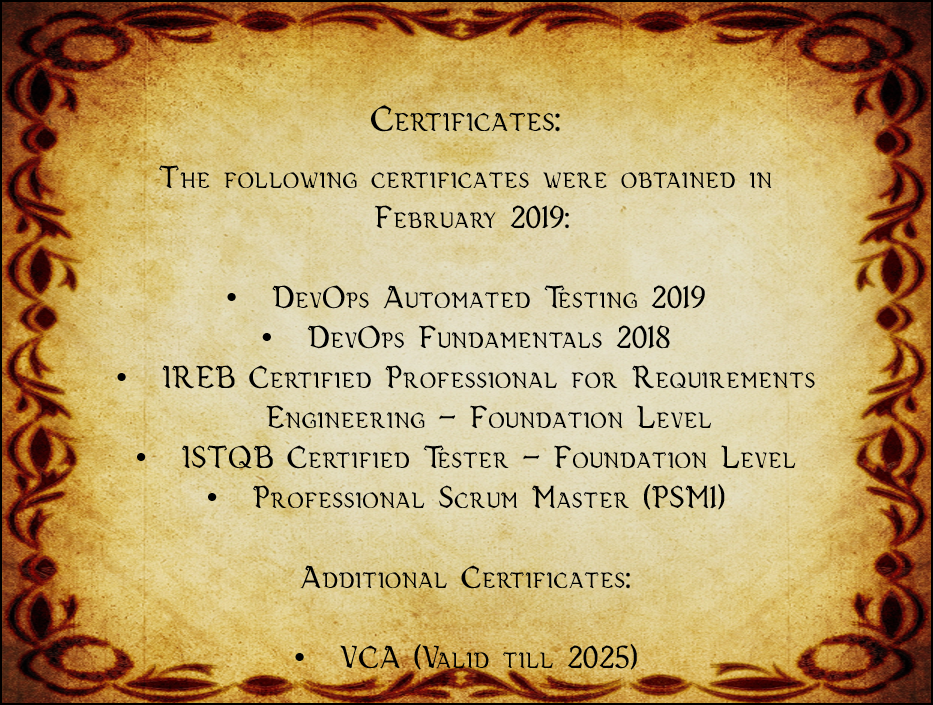 Certificates:
The following certificates were obtained in
February 2019:
• DevOps Automated Testing 2019
• DevOps Fundamentals 2018
• IREB Certified Professional for Requirements
Engineering – Foundation Level
• ISTQB Certified Tester – Foundation Level
• Professional Scrum Master (PSM1)
Additional Certificates:
• VCA (Valid till 2025)